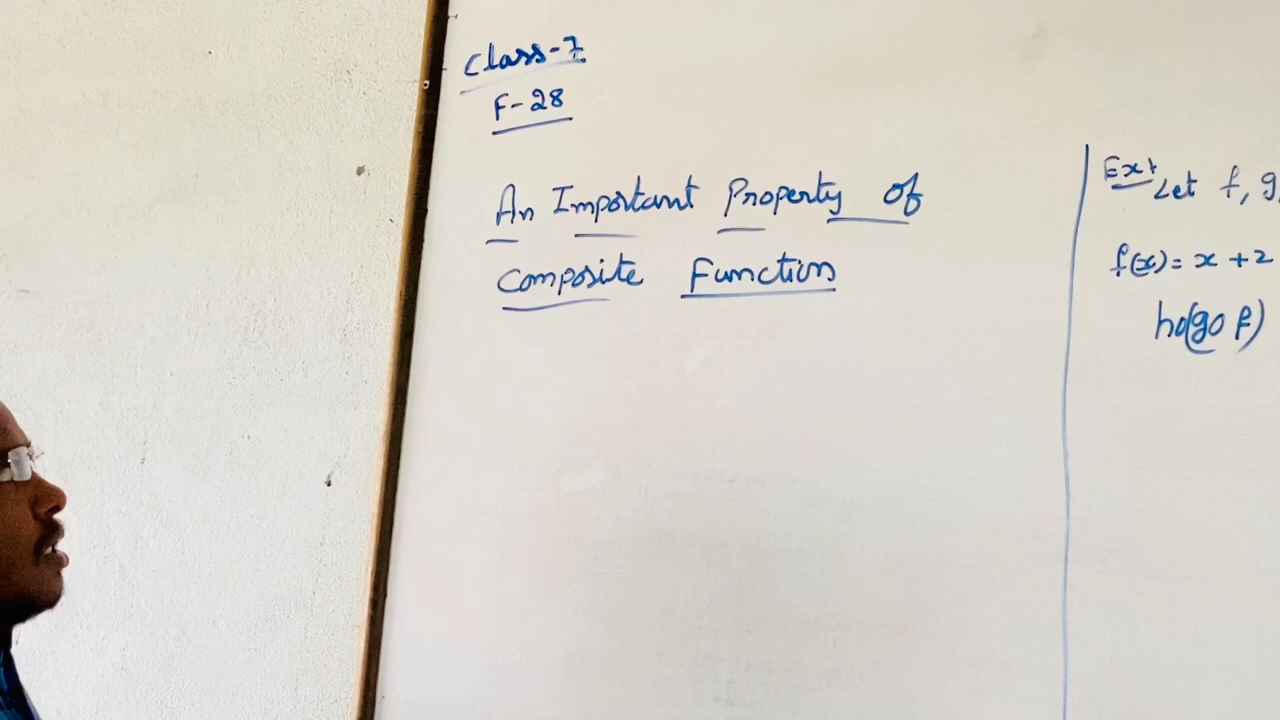 Class-7
F-28
An Important Property of
Composite Function
Ex:
Let f, g,
f(x) = x + 2
ho(gof)